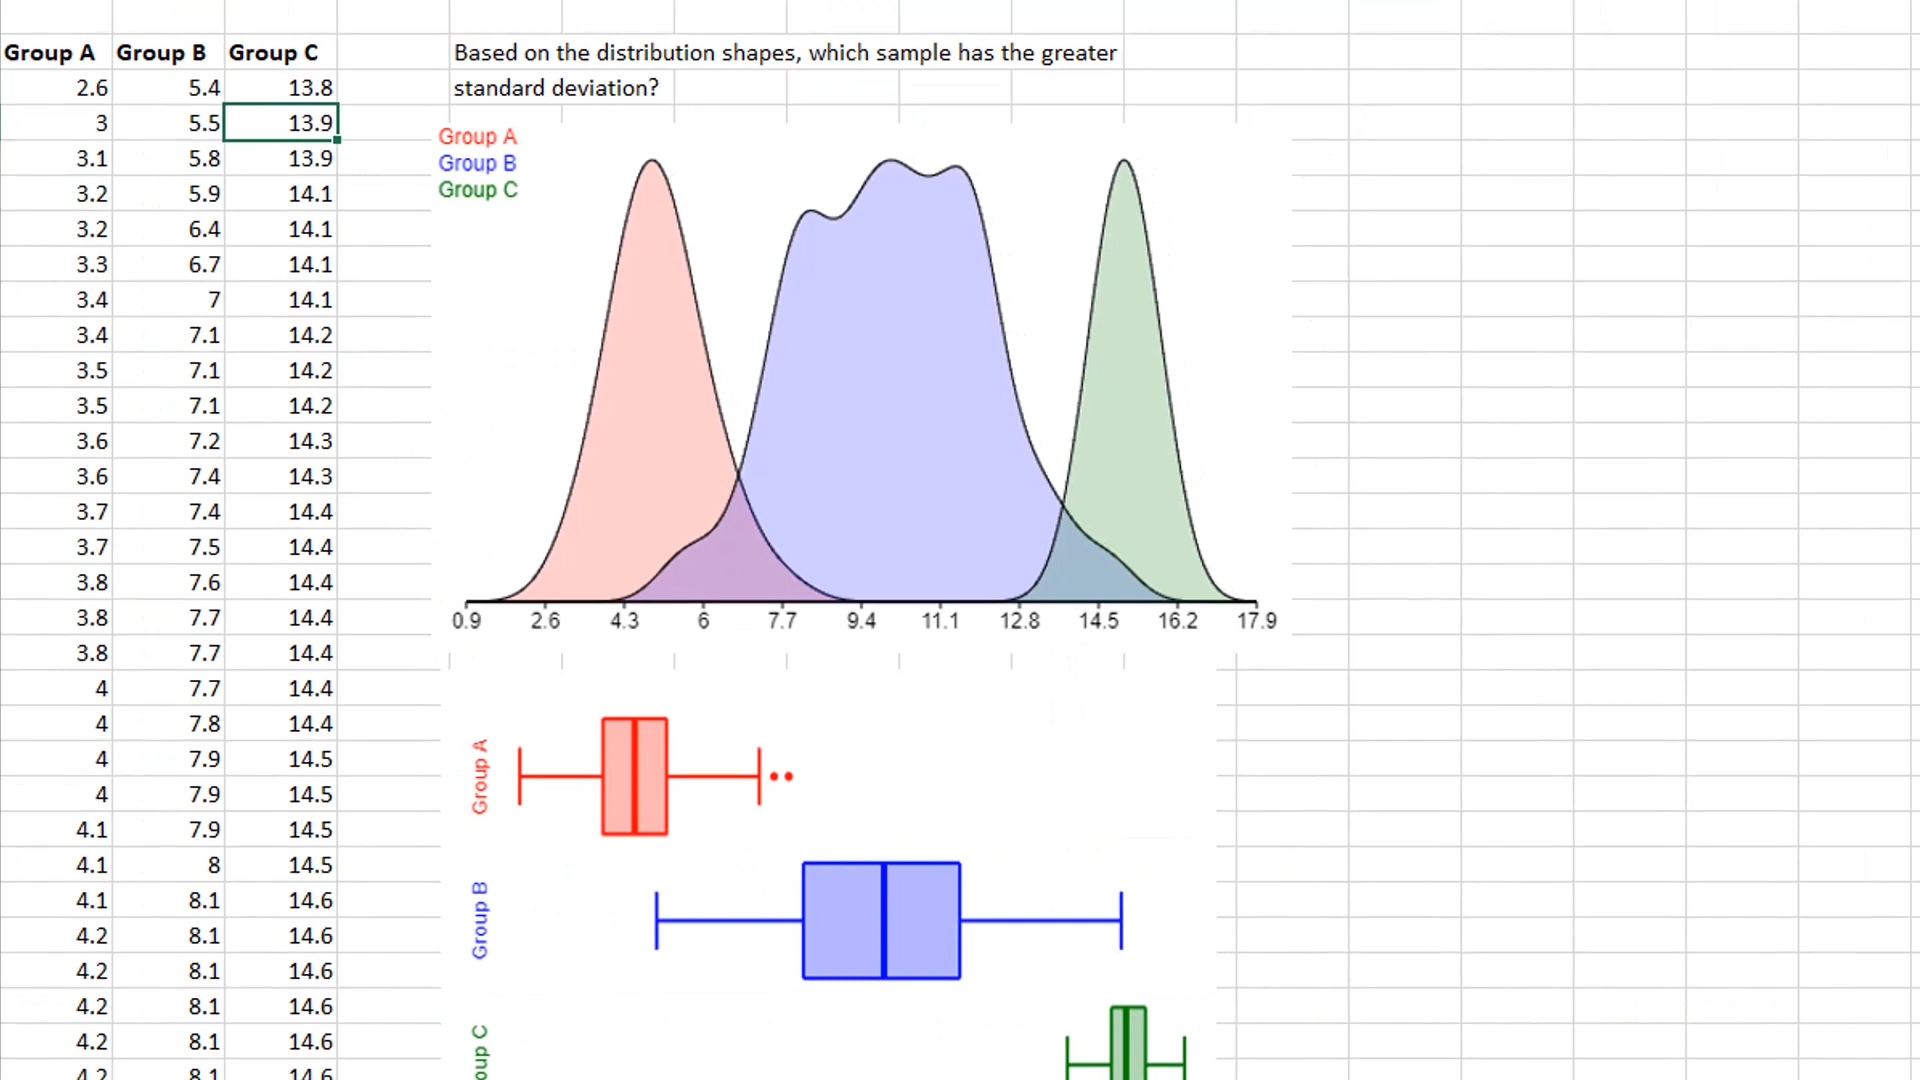 Group A Group B Group C
Based on the distribution shapes, which sample has the greater
standard deviation?
2.6 5.4 13.8
3 5.5 13.9
3.1 5.8 13.9
3.2 5.9 14.1
3.2 6.4 14.1
3.3 6.7 14.1
3.4 7 14.1
3.4 7.1 14.2
3.5 7.1 14.2
3.5 7.1 14.2
3.6 7.2 14.3
3.6 7.4 14.3
3.7 7.4 14.4
3.7 7.5 14.4
3.8 7.6 14.4
3.8 7.7 14.4
3.8 7.7 14.4
4 7.7 14.4
4 7.8 14.4
4 7.9 14.5
4 7.9 14.5
4.1 7.9 14.5
4.1 8 14.5
4.1 8.1 14.6
4.2 8.1 14.6
4.2 8.1 14.6
4.2 8.1 14.6
4.2 8.1 14.6
4.2 8.1 14.6
Group A
Group B
Group C
0.9 2.6 4.3 6 7.7 9.4 11.1 12.8 14.5 16.2 17.9
Group A
Group B
oup C